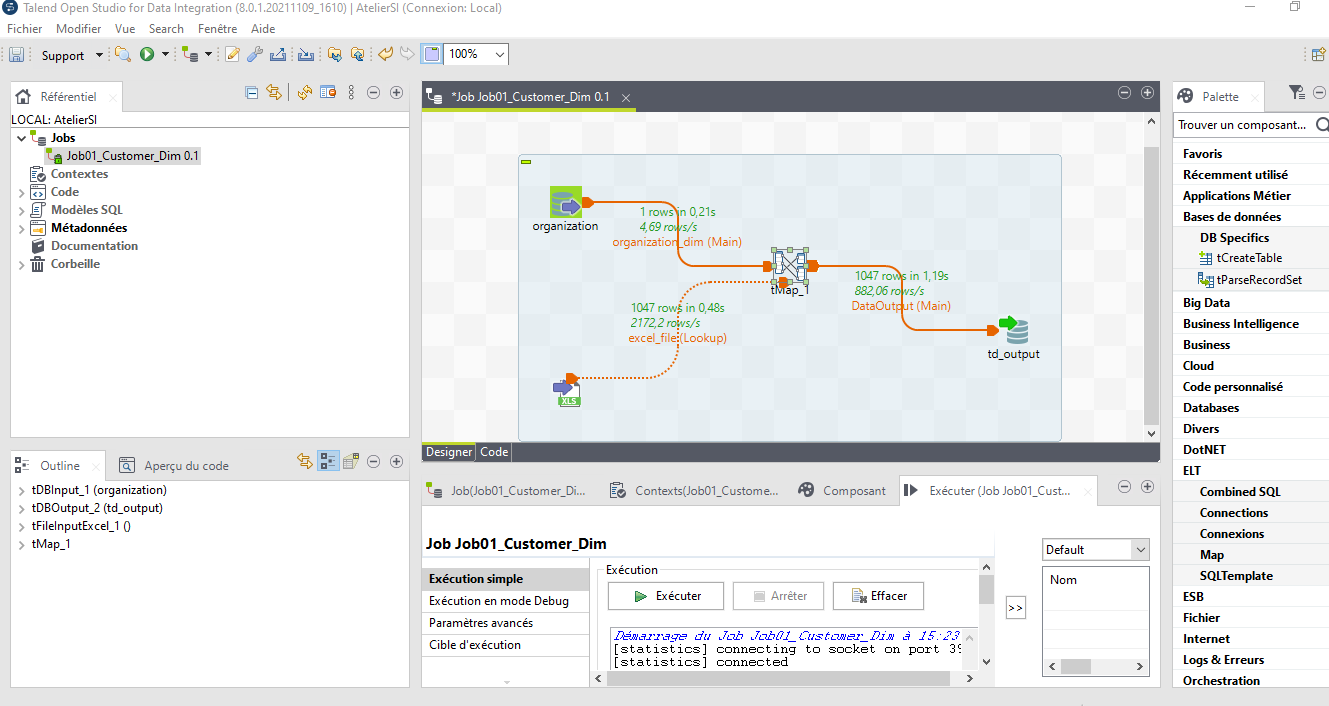 Talend Open Studio for Data Integration (8.0.1.20211109_1610) | AtelierSI (Connexion: Local)
Fichier Modifier Vue Search Fenêtre Aide
Support 100%
Référentiel
LOCAL: AtelierSI
Jobs
Job01_Customer_Dim 0.1
Contextes
Code
Modèles SQL
Métadonnées
Documentation
Corbeille
Outline Aperçu du code
tDBInput_1 (organization)
tDBOutput_2 (td_output)
tFileInputExcel_1 ()
tMap_1
*Job Job01_Customer_Dim 0.1
organization
1 rows in 0,21s
4,69 rows/s
organization_dim (Main)
tMap_1
1047 rows in 1,19s
882,06 rows/s
DataOutput (Main)
1047 rows in 0,48s
2172,2 rows/s
excel_file (Lookup)
td_output
XLS
Designer Code
Job(Job01_Customer_Di... Contexts(Job01_Custome... Composant Exécuter (Job Job01_Cust...
Job Job01_Customer_Dim
Exécution simple
Exécution en mode Debug
Paramètres avancés
Cible d'exécution
Exécution
Exécuter Arrêter Effacer
Démarrage du Job Job01_Customer_Dim à 15:23
[statistics] connecting to socket on port 39
[statistics] connected
>>
Default
Nom
Palette
Trouver un composant...
Favoris
Récemment utilisé
Applications Métier
Bases de données
DB Specifics
tCreateTable
tParseRecordSet
Big Data
Business Intelligence
Business
Cloud
Code personnalisé
Databases
Divers
DotNET
ELT
Combined SQL
Connections
Connexions
Map
SQLTemplate
ESB
Fichier
Internet
Logs & Erreurs
Orchestration